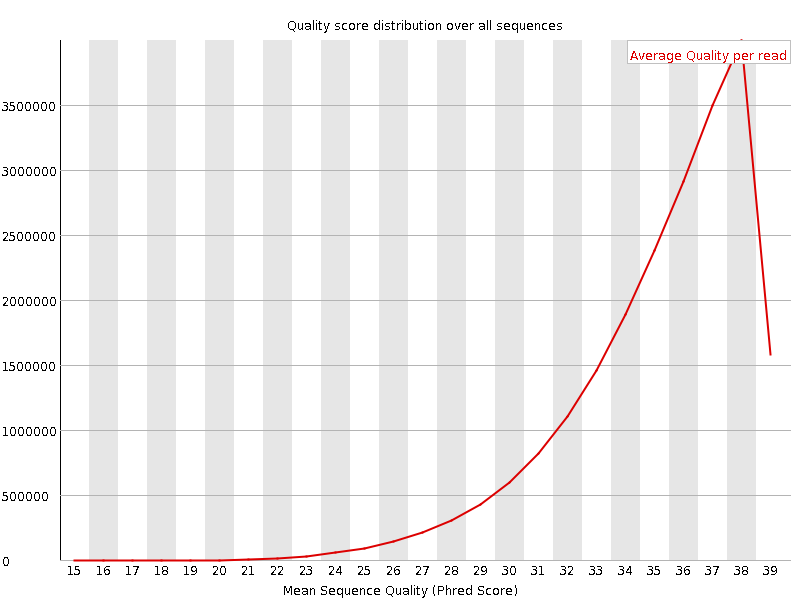 Quality score distribution over all sequences
Average Quality per read
3500000
3000000
2500000
2000000
1500000
1000000
500000
0
15 16 17 18 19 20 21 22 23 24 25 26 27 28 29 30 31 32 33 34 35 36 37 38 39
Mean Sequence Quality (Phred Score)